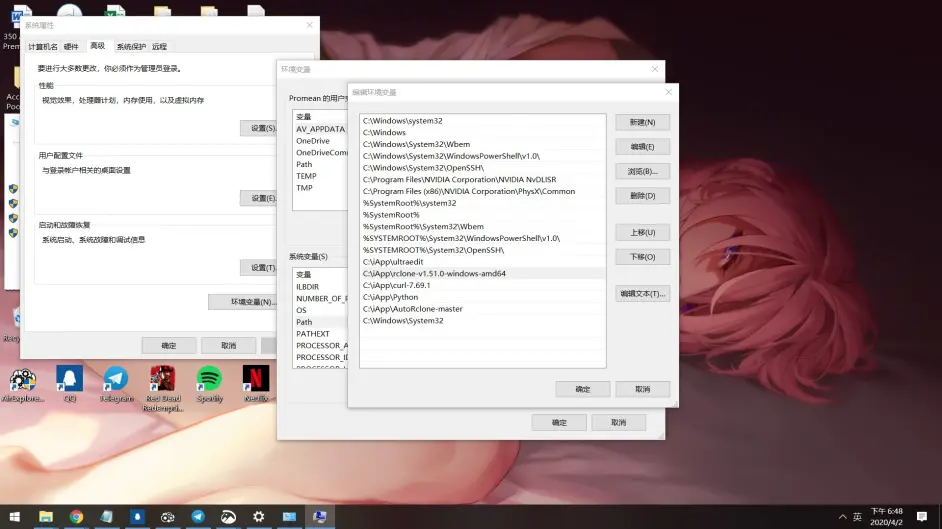 系统属性
计算机名 硬件 高级 系统保护 远程
要进行大多数更改，你必须作为管理员登录。
性能
视觉效果，处理器计划，内存使用，以及虚拟内存
设置(S)...
用户配置文件
与登录帐户相关的桌面设置
设置(E)
启动和故障恢复
系统启动、系统故障和调试信息
设置(T)...
环境变量(N)...
确定 取消
环境变量
Promean 的用户变
变量
AV_APPDATA
OneDrive
OneDriveCom
Path
TEMP
TMP
系统变量(S)
变量
ILBDIR
NUMBER_OF_P
OS
Path
PATHEXT
PROCESSOR_A
PROCESSOR_ID
确定 取消
编辑环境变量
C:\Windows\system32
C:\Windows
C:\Windows\System32\Wbem
C:\Windows\System32\WindowsPowerShell\v1.0\
C:\Windows\System32\OpenSSH\
C:\Program Files\NVIDIA Corporation\NVIDIA NvDLISR
C:\Program Files (x86)\NVIDIA Corporation\PhysX\Common
%SystemRoot%\system32
%SystemRoot%
%SystemRoot%\System32\Wbem
%SYSTEMROOT%\System32\WindowsPowerShell\v1.0\
%SYSTEMROOT%\System32\OpenSSH\
C:\iApp\ultraedit
C:\iApp\rclone-v1.51.0-windows-amd64
C:\iApp\curl-7.69.1
C:\iApp\Python
C:\iApp\AutoRclone-master
C:\Windows\System32
新建(N)
编辑(E)
浏览(B)...
删除(D)
上移(U)
下移(O)
编辑文本(T)...
确定 取消
350
Prem
Acc
Poo
Recy
AirExplore...
QQ
Telegram
Red Dead
Redempti...
Spotify
Netflix
英
下午 6:48
2020/4/2